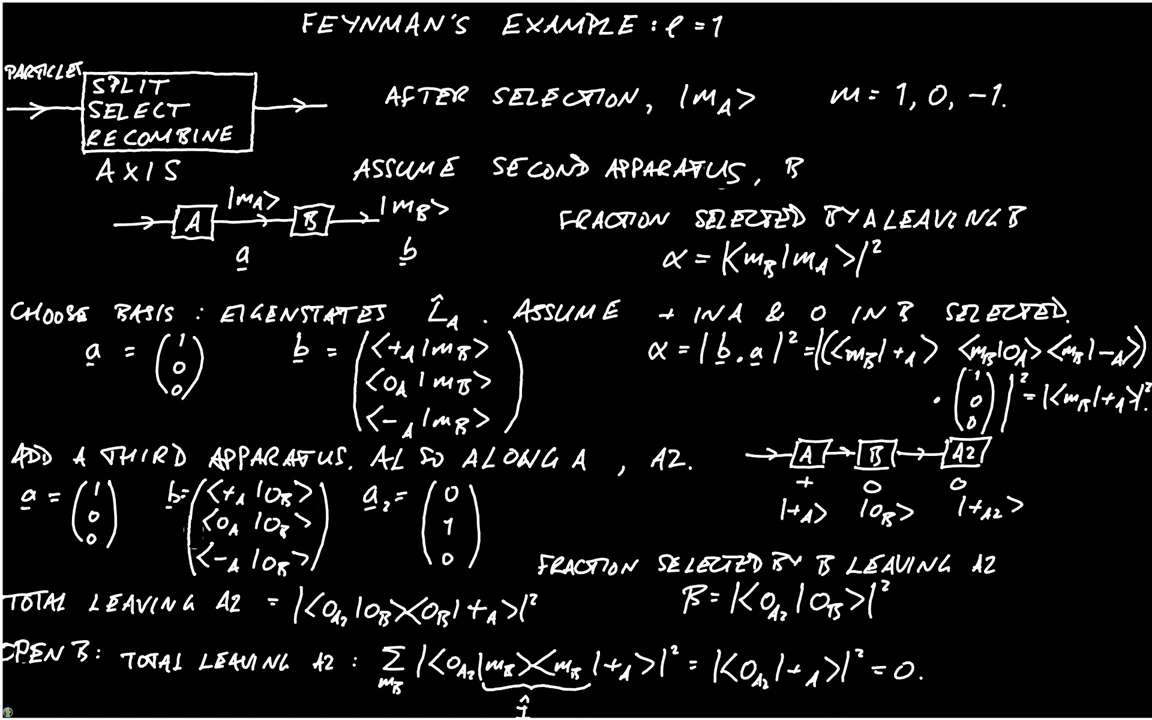 FEYNMAN'S EXAMPLE : ℓ = 1
PARTICLES
SPLIT
SELECT
RECOMBINE
AXIS
AFTER SELECTION, |m_A> m = 1, 0, -1.
ASSUME SECOND APPARATUS, B
A |m_A> B |m_B>
a b
FRACTION SELECTED BY A LEAVING B
α = |<m_B|m_A>|²
CHOOSE BASIS : EIGENSTATES L̂_A . ASSUME + IN A & 0 IN B SELECTED.
a = (1 0 0) b = (<+_A|m_B> <0_A|m_B> <-_A|m_B>)
α = |b . a|² = |(<m_B|+_A> <m_B|0_A> <m_B|-_A>)
. (1 0 0)|² = |<m_B|+_A>|².
ADD A THIRD APPARATUS. ALSO ALONG A, A2.
A B A2
+ 0 0
|+_A> |0_B> |+_A2>
a = (1 0 0) b = (<+_A|0_B> <0_A|0_B> <-_A|0_B>) a_2 = (0 1 0)
FRACTION SELECTED BY B LEAVING A2
β = |<0_A2|0_B>|²
TOTAL LEAVING A2 = |<0_A2|0_B><0_B|+_A>|²
OPEN B: TOTAL LEAVING A2 : Σ_{m_B} |<0_A2|m_B><m_B|+_A>|² = |<0_A2|+_A>|² = 0.
1̂